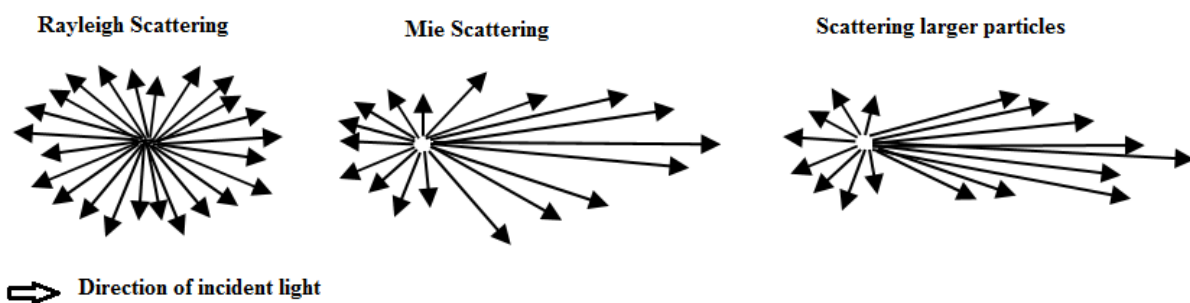 Rayleigh Scattering
Mie Scattering
Scattering larger particles
Direction of incident light